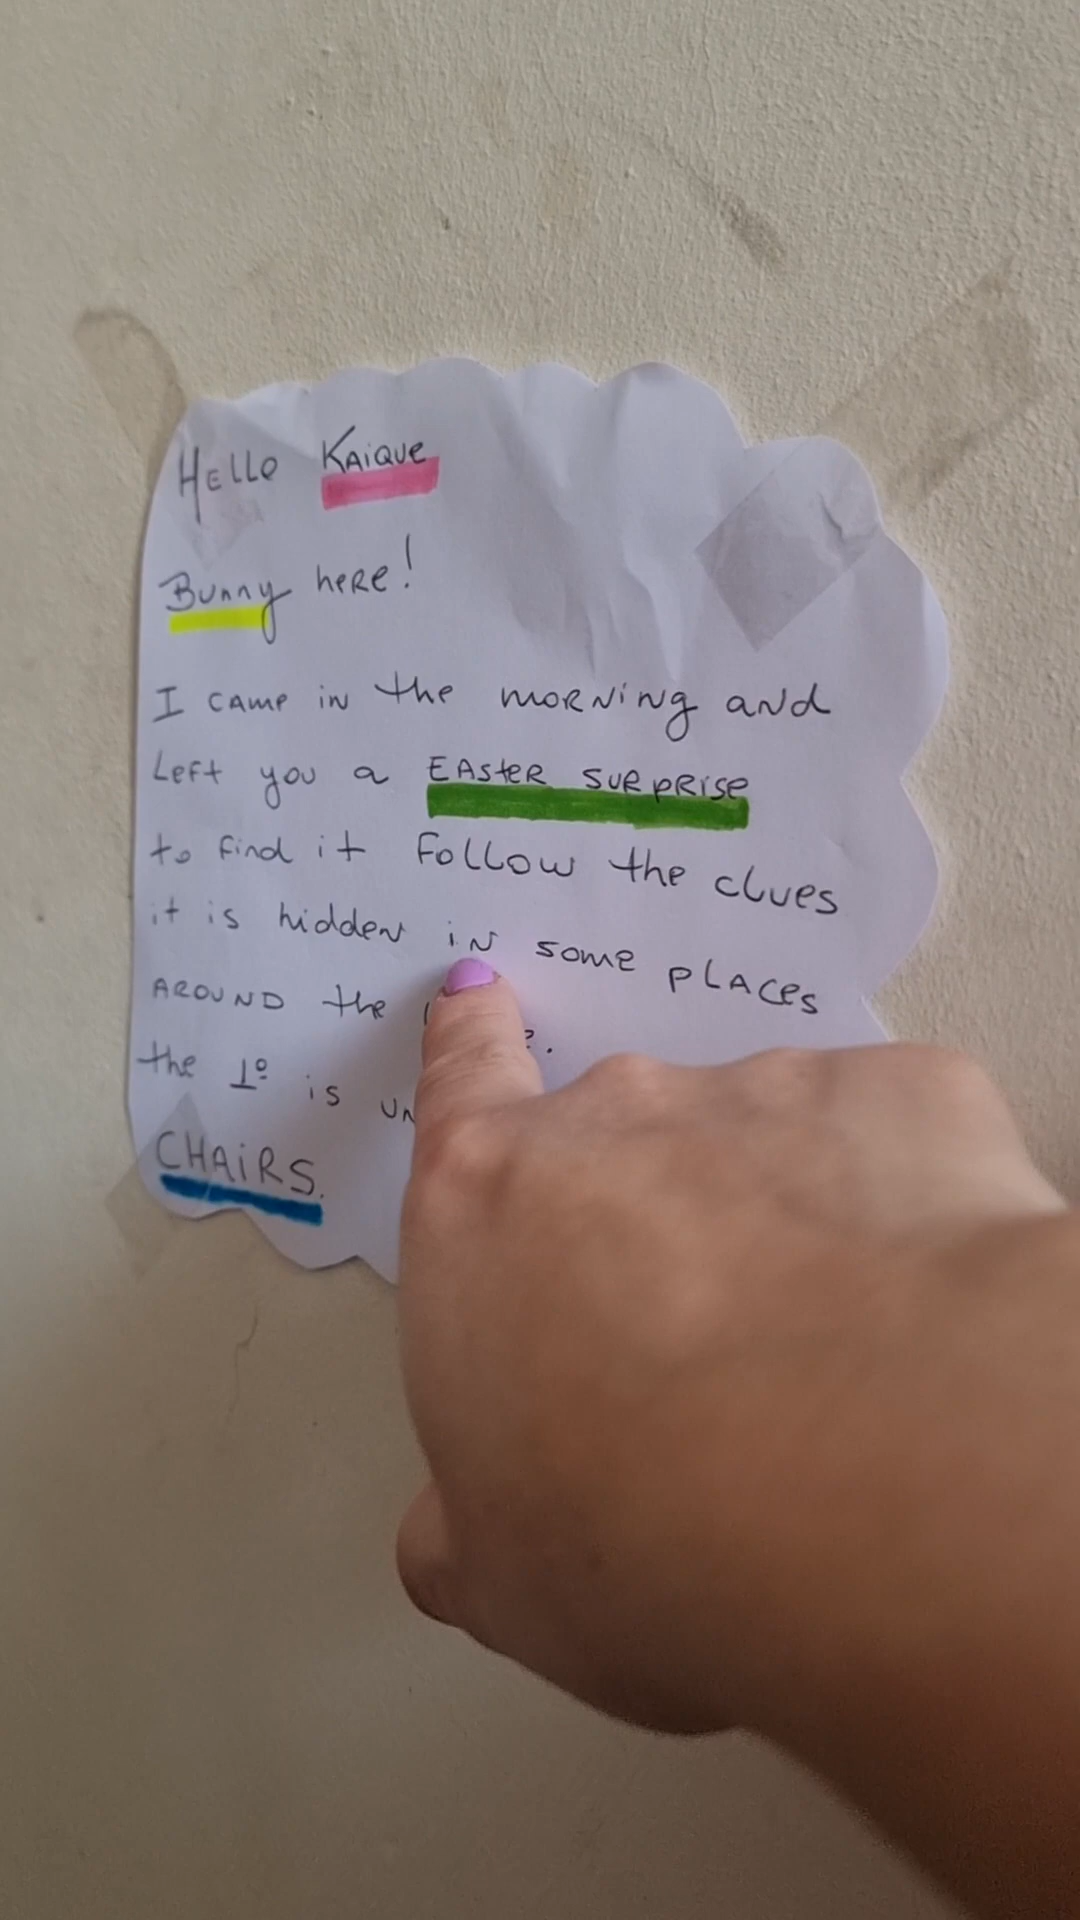 HELLO KAIQUE
Bunny here!
I CAME in the MORNiNg and
Left you a EASteR SURPRise
to find it Follow the clues
it is hidden iN some pLACes
AROUND the
the 1º is
CHAiRS.